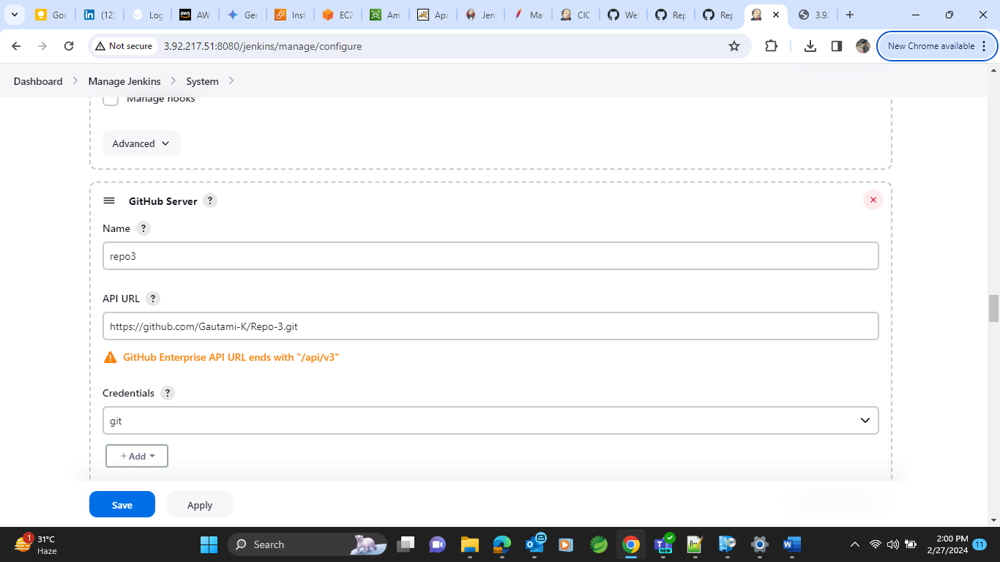 Goo
(12)
Log
aws AW
Ger
Inst
EC2
Am
Apa
Jen
Ma
CIC
We
Rep
Rep
3.92
Not secure
3.92.217.51:8080/jenkins/manage/configure
New Chrome available
Dashboard > Manage Jenkins > System >
Manage hooks
Advanced
GitHub Server ?
Name ?
repo3
API URL ?
https://github.com/Gautami-K/Repo-3.git
GitHub Enterprise API URL ends with "/api/v3"
Credentials ?
git
+ Add
Save
Apply
1
31°C
Haze
Search
2:00 PM
2/27/2024
11